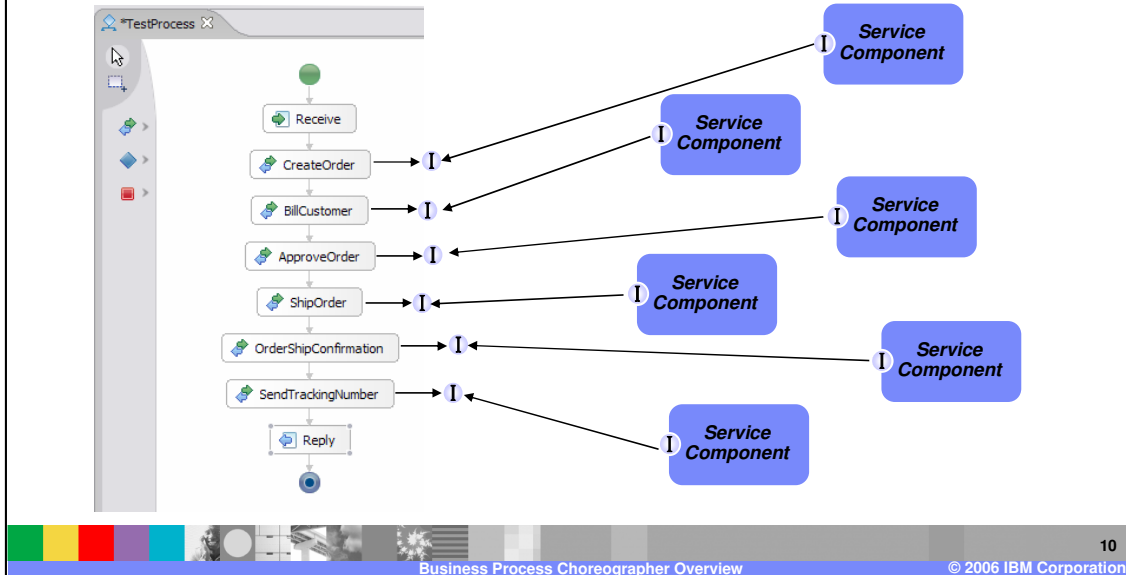 *TestProcess
Receive
CreateOrder
BillCustomer
ApproveOrder
ShipOrder
OrderShipConfirmation
SendTrackingNumber
Reply
I
I
I
I
I
I
I
Service
Component
I
Service
Component
I
Service
Component
I
Service
Component
I
Service
Component
I
Service
Component
10
Business Process Choreographer Overview
© 2006 IBM Corporation